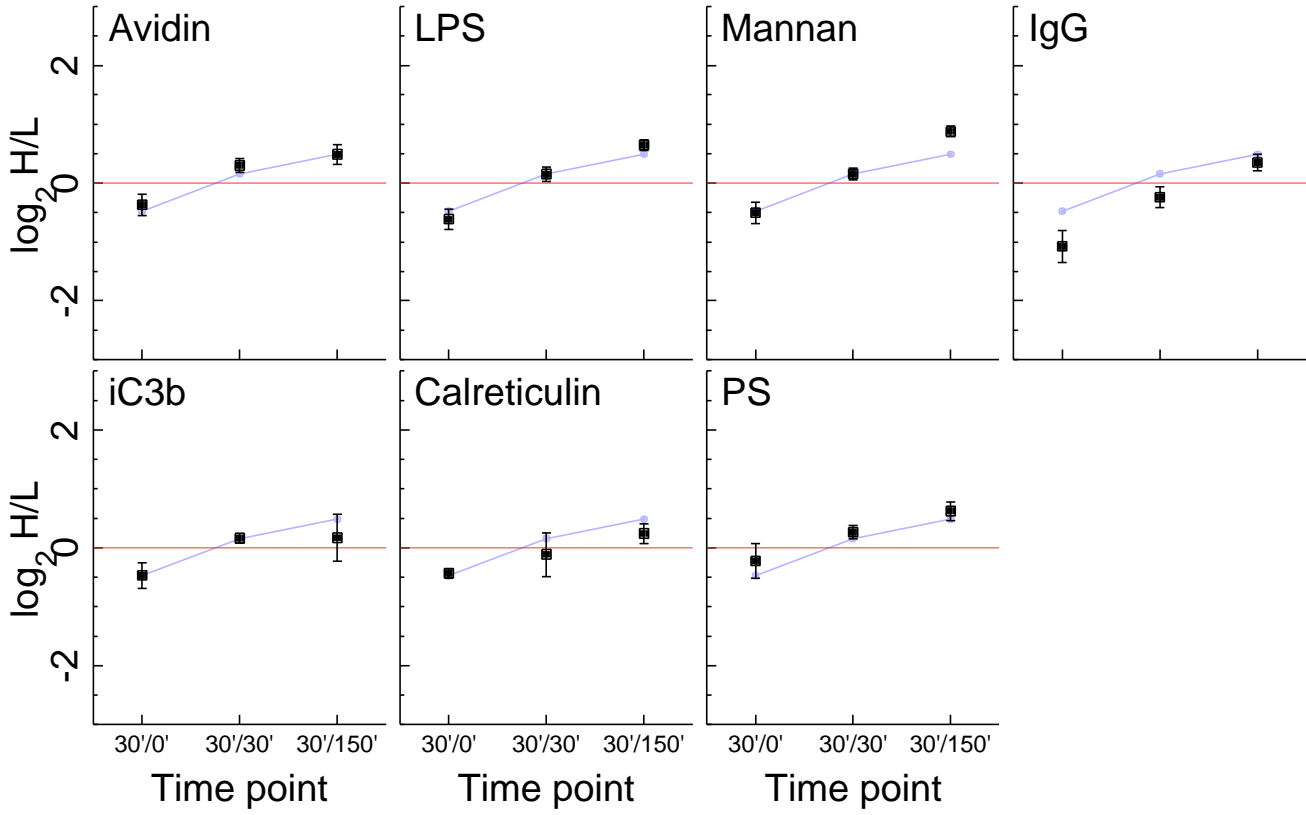 Avidin
LPS
Mannan
IgG
2
0
-2
log2 H/L
iC3b
Calreticulin
PS
2
0
-2
log2 H/L
30'/0' 30'/30' 30'/150'
30'/0' 30'/30' 30'/150'
30'/0' 30'/30' 30'/150'
Time point
Time point
Time point